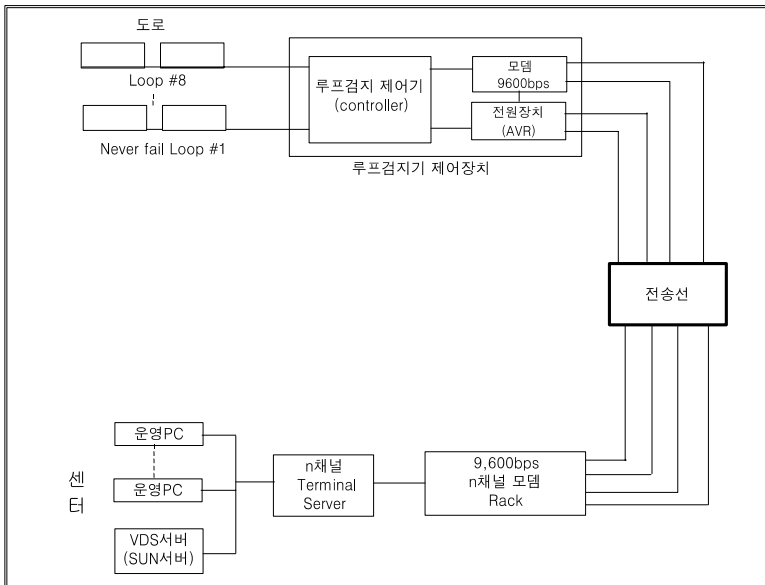 도로
Loop #8
Never fail Loop #1
루프검지 제어기
(controller)
모뎀
9600bps
전원장치
(AVR)
루프검지기 제어장치
전송선
센
터
운영PC
운영PC
VDS서버
(SUN서버)
n채널
Terminal
Server
9,600bps
n채널 모뎀
Rack